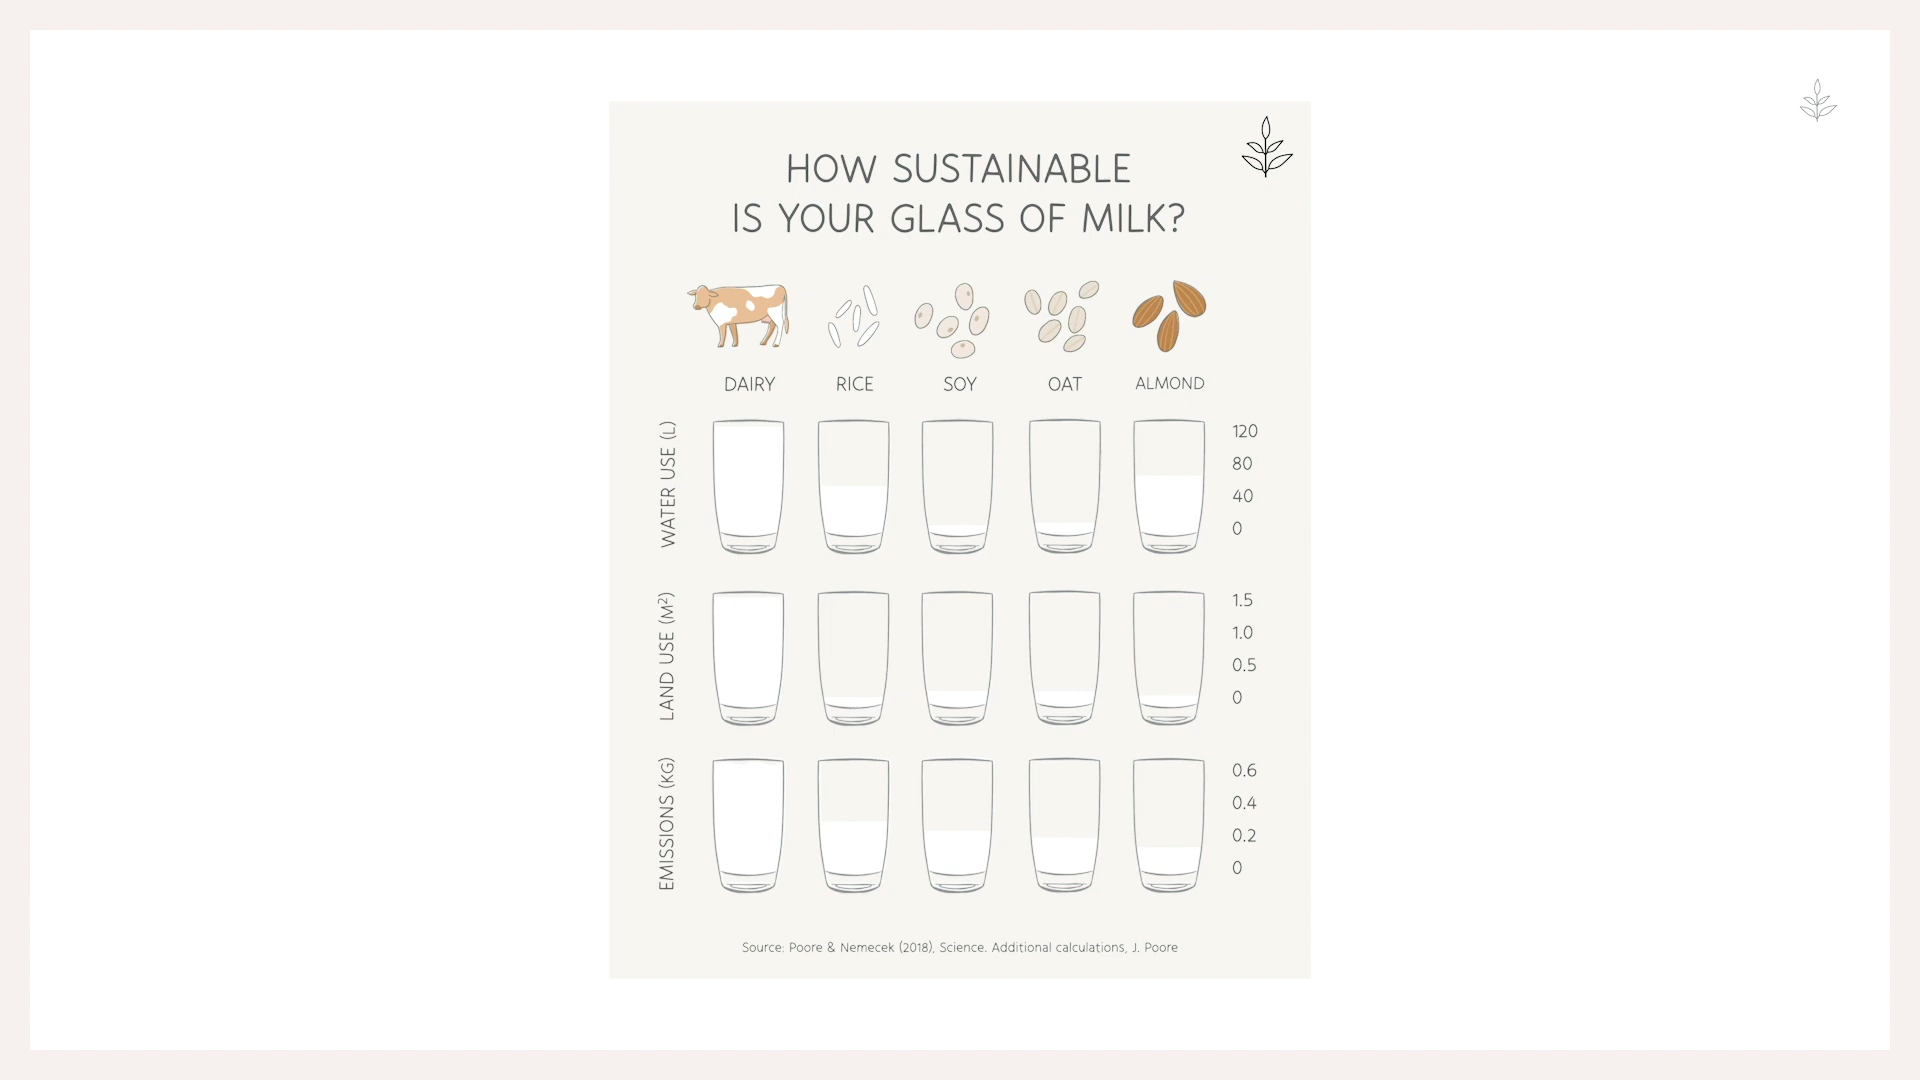 HOW SUSTAINABLE
IS YOUR GLASS OF MILK?
DAIRY RICE SOY OAT ALMOND
WATER USE (L)
120
80
40
0
LAND USE (M²)
1.5
1.0
0.5
0
EMISSIONS (KG)
0.6
0.4
0.2
0
Source: Poore & Nemecek (2018), Science. Additional calculations, J. Poore